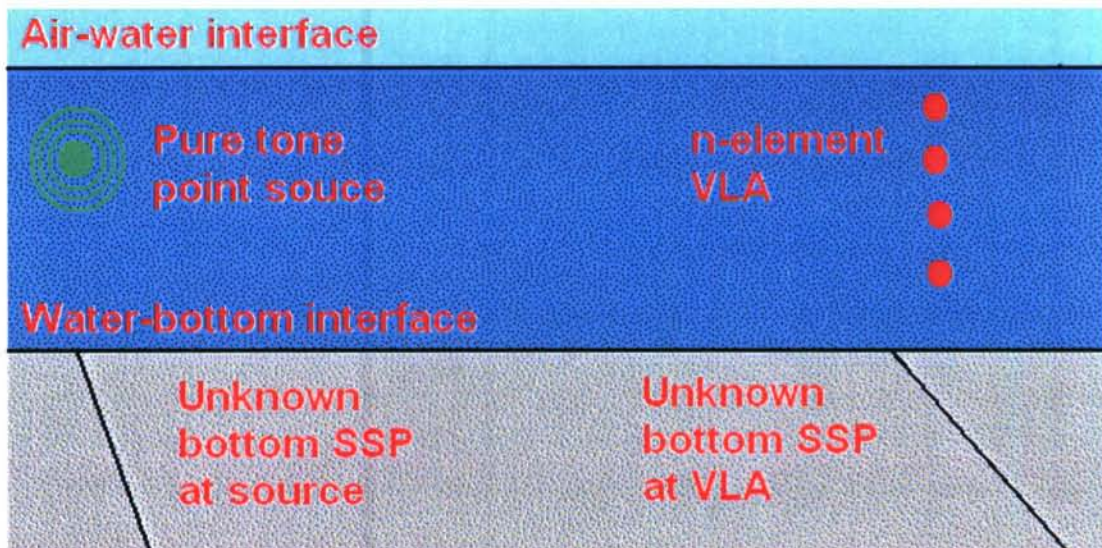 Air-water interface
Pure tone
point souce
n-element
VLA
Water-bottom interface
Unknown
bottom SSP
at source
Unknown
bottom SSP
at VLA